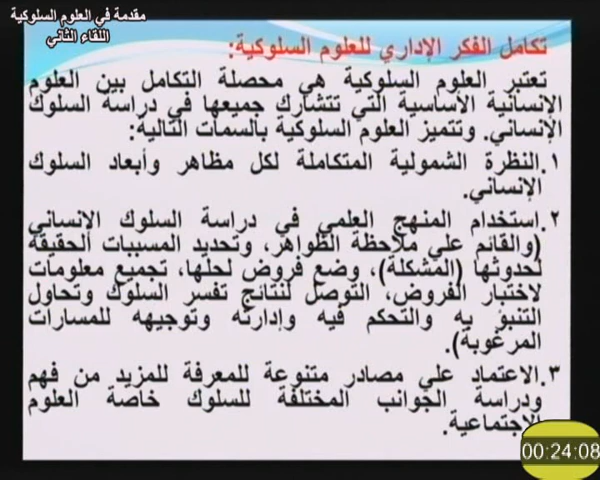 مقدمة في العلوم السلوكية
اللقاء الثاني
تكامل الفكر الإداري للعلوم السلوكية:
تعتبر العلوم السلوكية هي محصلة التكامل بين العلوم
الإنسانية الأساسية التي تتشارك جميعها في دراسة السلوك
الإنساني. وتتميز العلوم السلوكية بالسمات التالية:
١. النظرة الشمولية المتكاملة لكل مظاهر وأبعاد السلوك
الإنساني.
٢. استخدام المنهج العلمي في دراسة السلوك الإنساني
(والقائم علي ملاحظة الظواهر، وتحديد المسببات الحقيقة
لحدوثها (المشكلة)، وضع فروض لحلها، تجميع معلومات
لاختبار الفروض، التوصل لنتائج تفسر السلوك وتحاول
التنبؤ به والتحكم فيه وإدارته وتوجيهه للمسارات
المرغوبة).
٣. الاعتماد علي مصادر متنوعة للمعرفة للمزيد من فهم
ودراسة الجوانب المختلفة للسلوك خاصة العلوم
الاجتماعية.
00:24:08